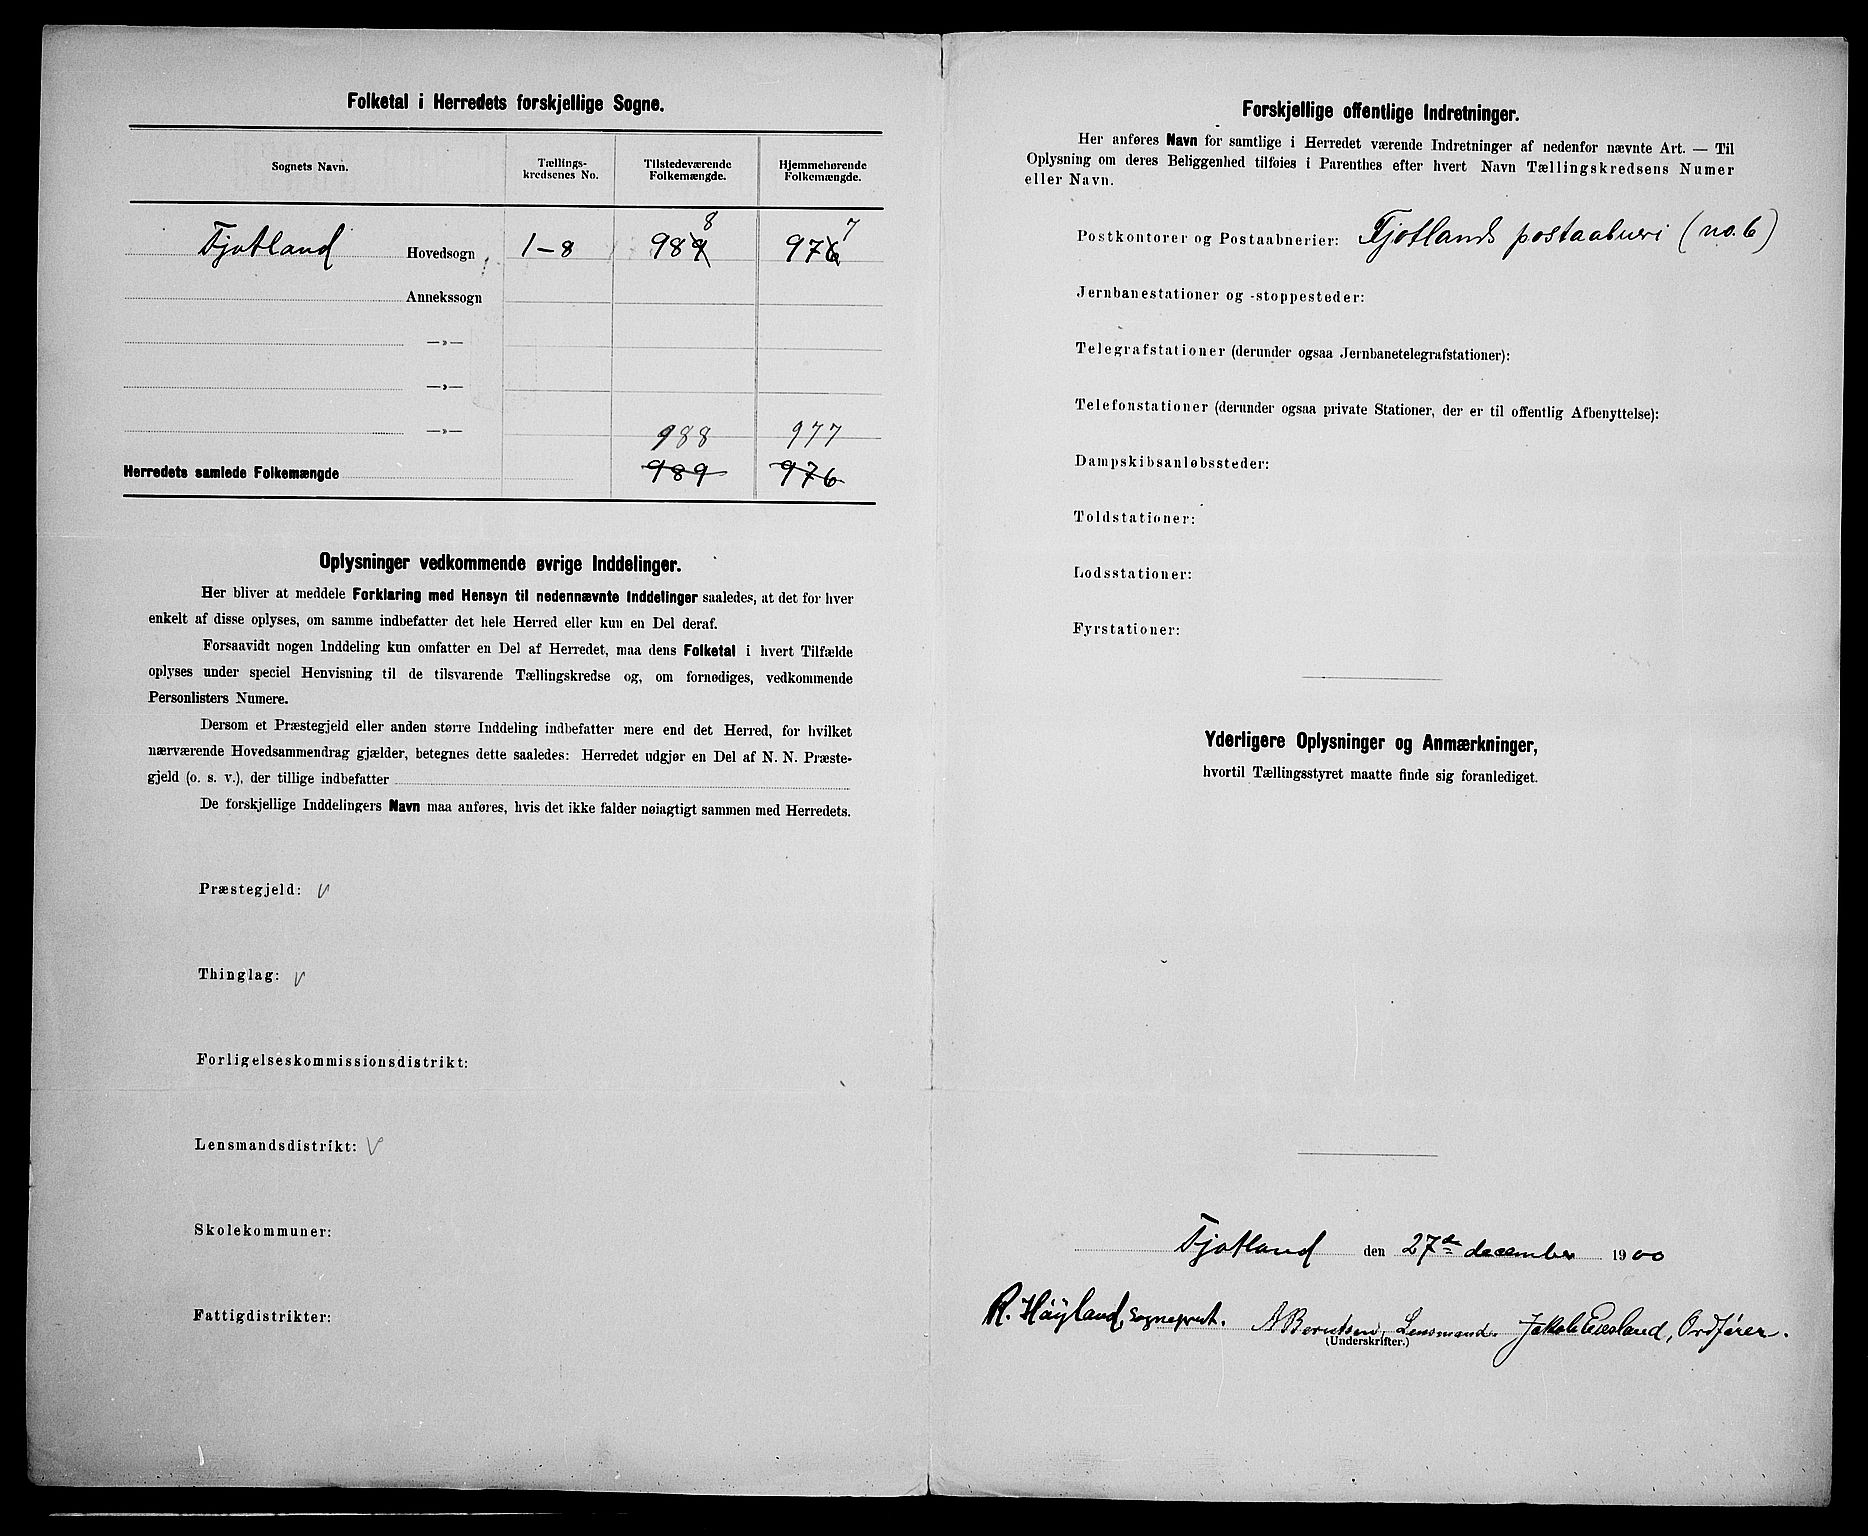 Folketal i Herredets forskjellige Sogne.
Sognets Navn.
Tællings-
kredsenes No.
Tilstedeværende
Folkemængde.
Hjemmehørende
Folkemængde.
8 7
Fjotland Hovedsogn 1-8 989 976
Annekssogn
—»—
—»—
—»— 988 977
Herredets samlede Folkemængde 989 976
Oplysninger vedkommende øvrige Inddelinger.
Her bliver at meddele Forklaring med Hensyn til nedennævnte Inddelinger saaledes, at det for hver
enkelt af disse oplyses, om samme indbefatter det hele Herred eller kun en Del deraf.
Forsaavidt nogen Inddeling kun omfatter en Del af Herredet, maa dens Folketal i hvert Tilfælde
oplyses under speciel Henvisning til de tilsvarende Tællingskredse og, om fornødiges, vedkommende
Personlisters Numere.
Dersom et Præstegjeld eller anden større Inddeling indbefatter mere end det Herred, for hvilket
nærværende Hovedsammendrag gjælder, betegnes dette saaledes: Herredet udgjør en Del af N. N. Præste-
gjeld (o. s. v.), der tillige indbefatter
De forskjellige Inddelingers Navn maa anføres, hvis det ikke falder nøiagtigt sammen med Herredets.
Præstegjeld: v
Thinglag: v
Forligelseskommissionsdistrikt:
Lensmandsdistrikt: v
Skolekommuner:
Fattigdistrikter:
Forskjellige offentlige Indretninger.
Her anføres Navn for samtlige i Herredet værende Indretninger af nedenfor nævnte Art. — Til
Oplysning om deres Beliggenhed tilføies i Parenthes efter hvert Navn Tællingskredsens Numer
eller Navn.
Postkontorer og Postaabnerier: Fjotlands postaabneri (no. 6)
Jernbanestationer og -stoppesteder:
Telegrafstationer (derunder ogsaa Jernbanetelegrafstationer):
Telefonstationer (derunder ogsaa private Stationer, der er til offentlig Afbenyttelse):
Dampskibsanløbssteder:
Toldstationer:
Lodsstationer:
Fyrstationer:
Yderligere Oplysninger og Anmærkninger,
hvortil Tællingsstyret maatte finde sig foranlediget.
Fjotland den 27de december 1900
R. Höyland, Sogneprest. A Berntsen, Lensmand. Jakob Eiesland, Ordfører.
(Underskrifter.)